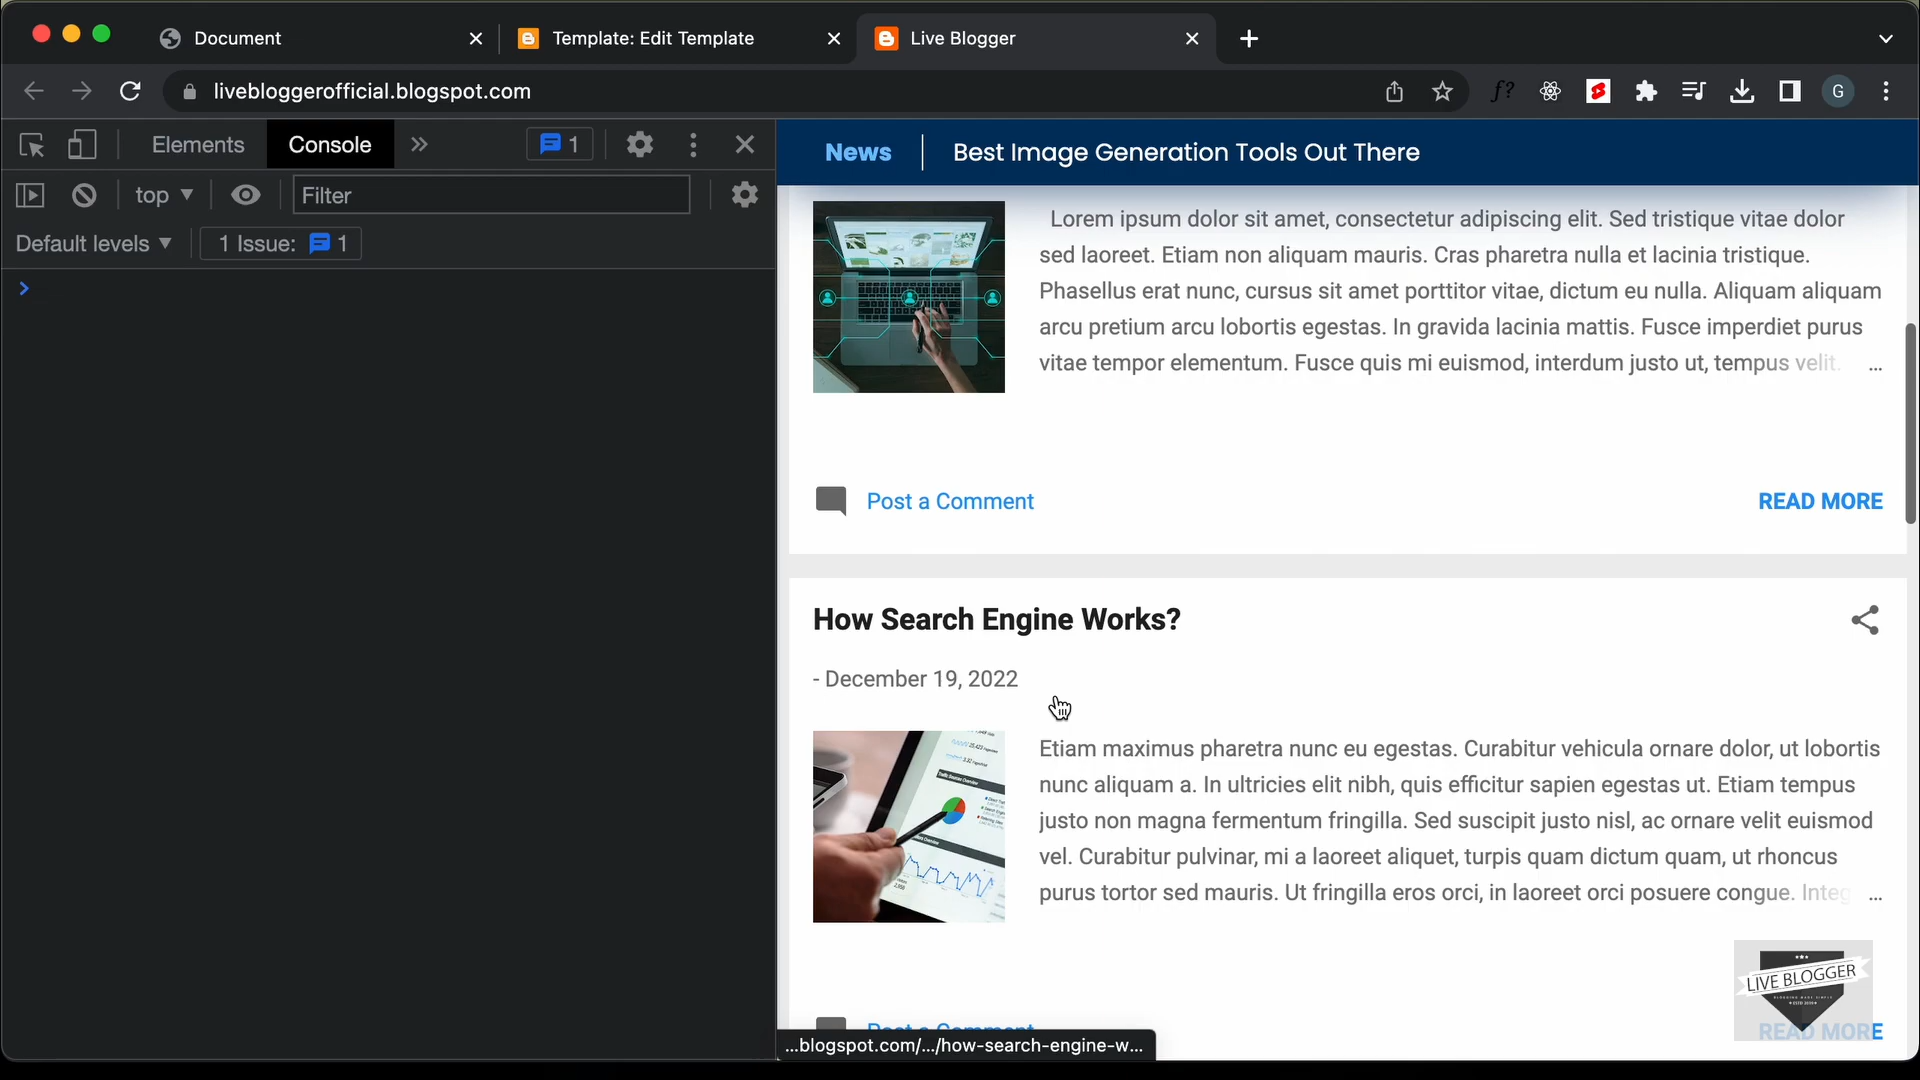 Document
Template: Edit Template
Live Blogger
livebloggerofficial.blogspot.com
f?
G
Elements
Console
1
top
Filter
Default levels
1 Issue: 1
News
Best Image Generation Tools Out There
Lorem ipsum dolor sit amet, consectetur adipiscing elit. Sed tristique vitae dolor
sed laoreet. Etiam non aliquam mauris. Cras pharetra nulla et lacinia tristique.
Phasellus erat nunc, cursus sit amet porttitor vitae, dictum eu nulla. Aliquam aliquam
arcu pretium arcu lobortis egestas. In gravida lacinia mattis. Fusce imperdiet purus
vitae tempor elementum. Fusce quis mi euismod, interdum justo ut, tempus velit. ...
Post a Comment
READ MORE
How Search Engine Works?
- December 19, 2022
Etiam maximus pharetra nunc eu egestas. Curabitur vehicula ornare dolor, ut lobortis
nunc aliquam a. In ultricies elit nibh, quis efficitur sapien egestas ut. Etiam tempus
justo non magna fermentum fringilla. Sed suscipit justo nisl, ac ornare velit euismod
vel. Curabitur pulvinar, mi a laoreet aliquet, turpis quam dictum quam, ut rhoncus
purus tortor sed mauris. Ut fringilla eros orci, in laoreet orci posuere congue. Integ ...
LIVE BLOGGER
Post a Comment
READ MORE
...blogspot.com/.../how-search-engine-w...